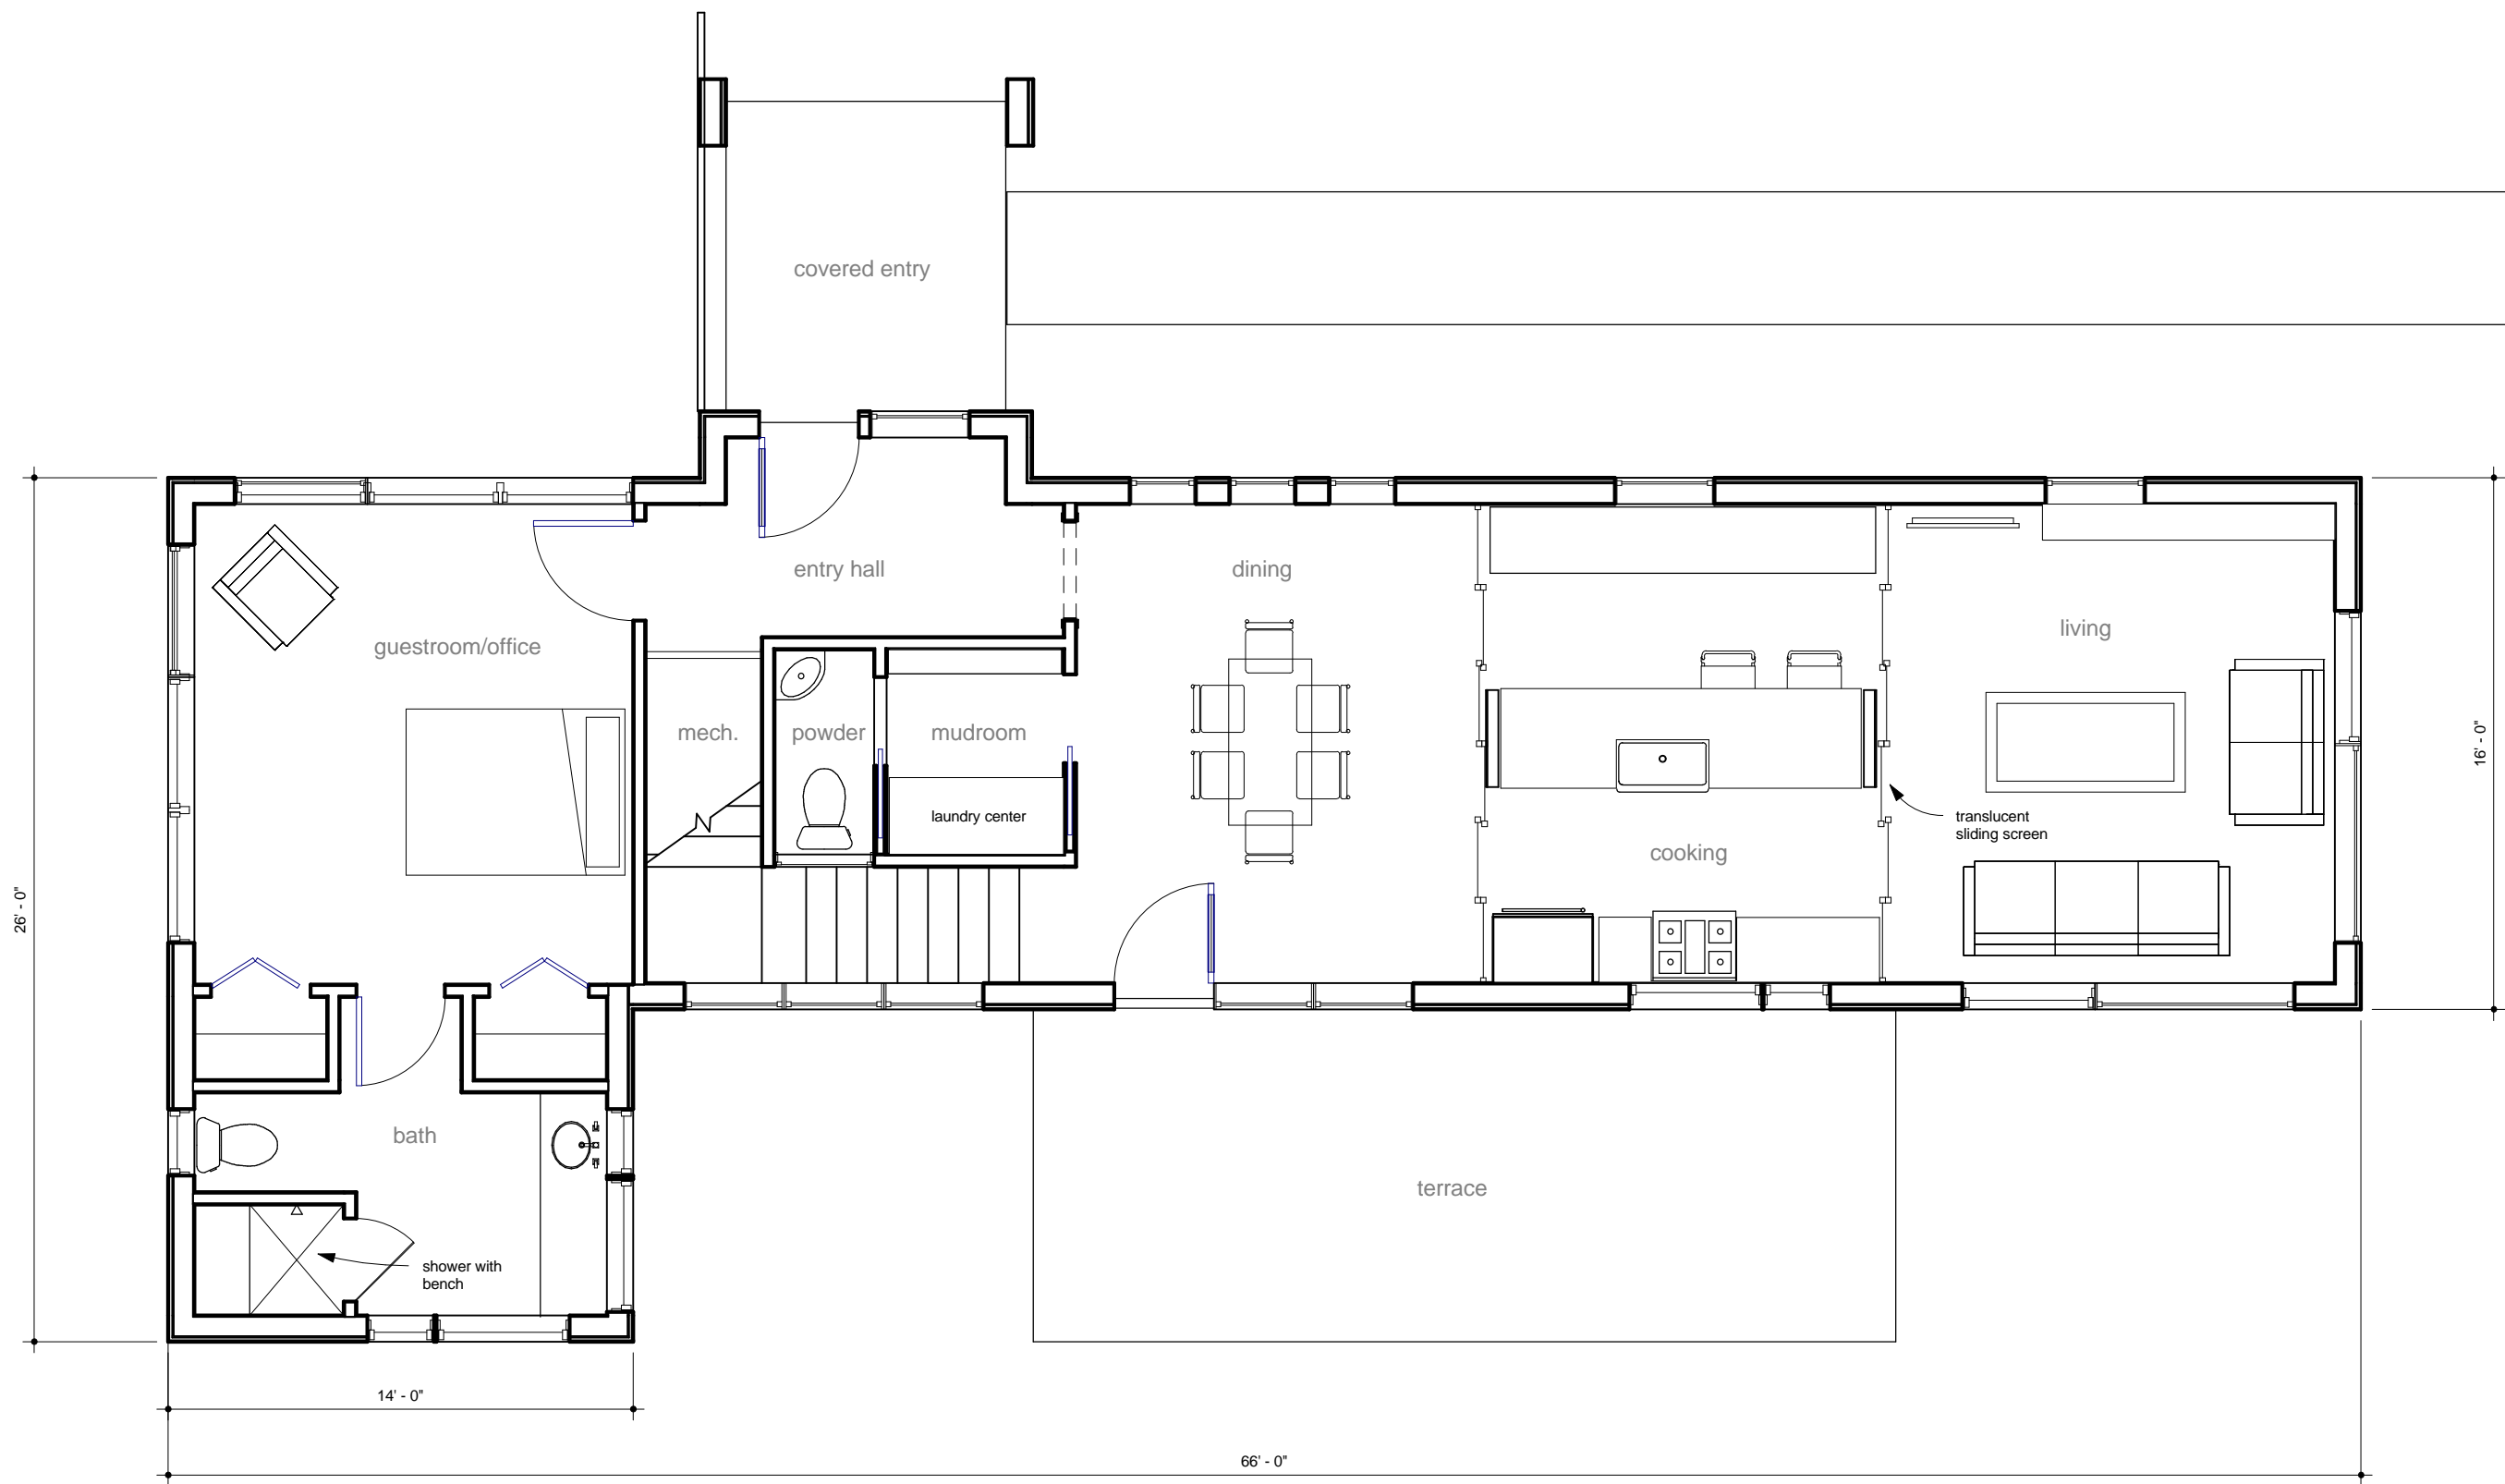 covered entry
entry hall
dining
living
guestroom/office
mech.
powder
mudroom
laundry center
translucent
sliding screen
cooking
16' - 0"
26' - 0"
bath
terrace
shower with
bench
14' - 0"
66' - 0"